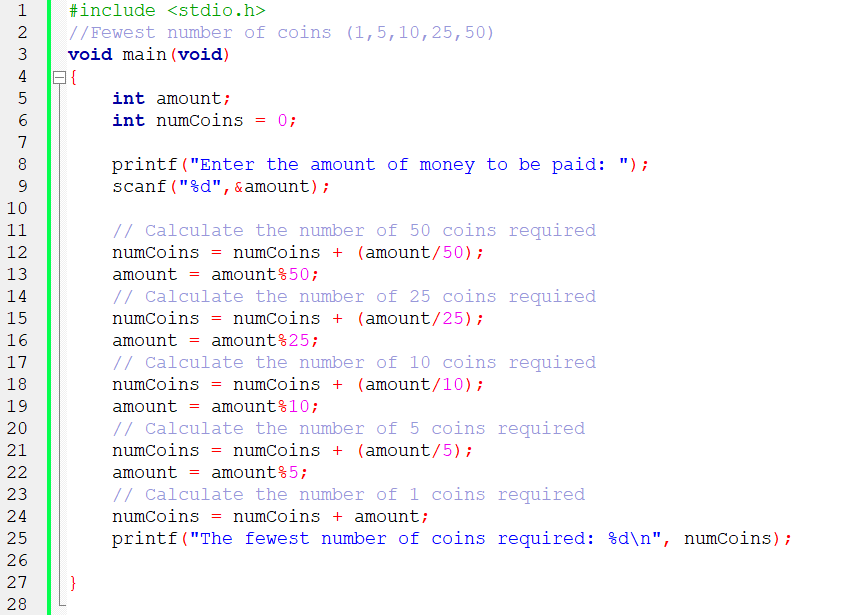 1 #include <stdio.h>
2 //Fewest number of coins (1,5,10,25,50)
3 void main(void)
4 {
5 int amount;
6 int numCoins = 0;
7
8 printf("Enter the amount of money to be paid: ");
9 scanf("%d",&amount);
10
11 // Calculate the number of 50 coins required
12 numCoins = numCoins + (amount/50);
13 amount = amount%50;
14 // Calculate the number of 25 coins required
15 numCoins = numCoins + (amount/25);
16 amount = amount%25;
17 // Calculate the number of 10 coins required
18 numCoins = numCoins + (amount/10);
19 amount = amount%10;
20 // Calculate the number of 5 coins required
21 numCoins = numCoins + (amount/5);
22 amount = amount%5;
23 // Calculate the number of 1 coins required
24 numCoins = numCoins + amount;
25 printf("The fewest number of coins required: %d\n", numCoins);
26
27 }
28